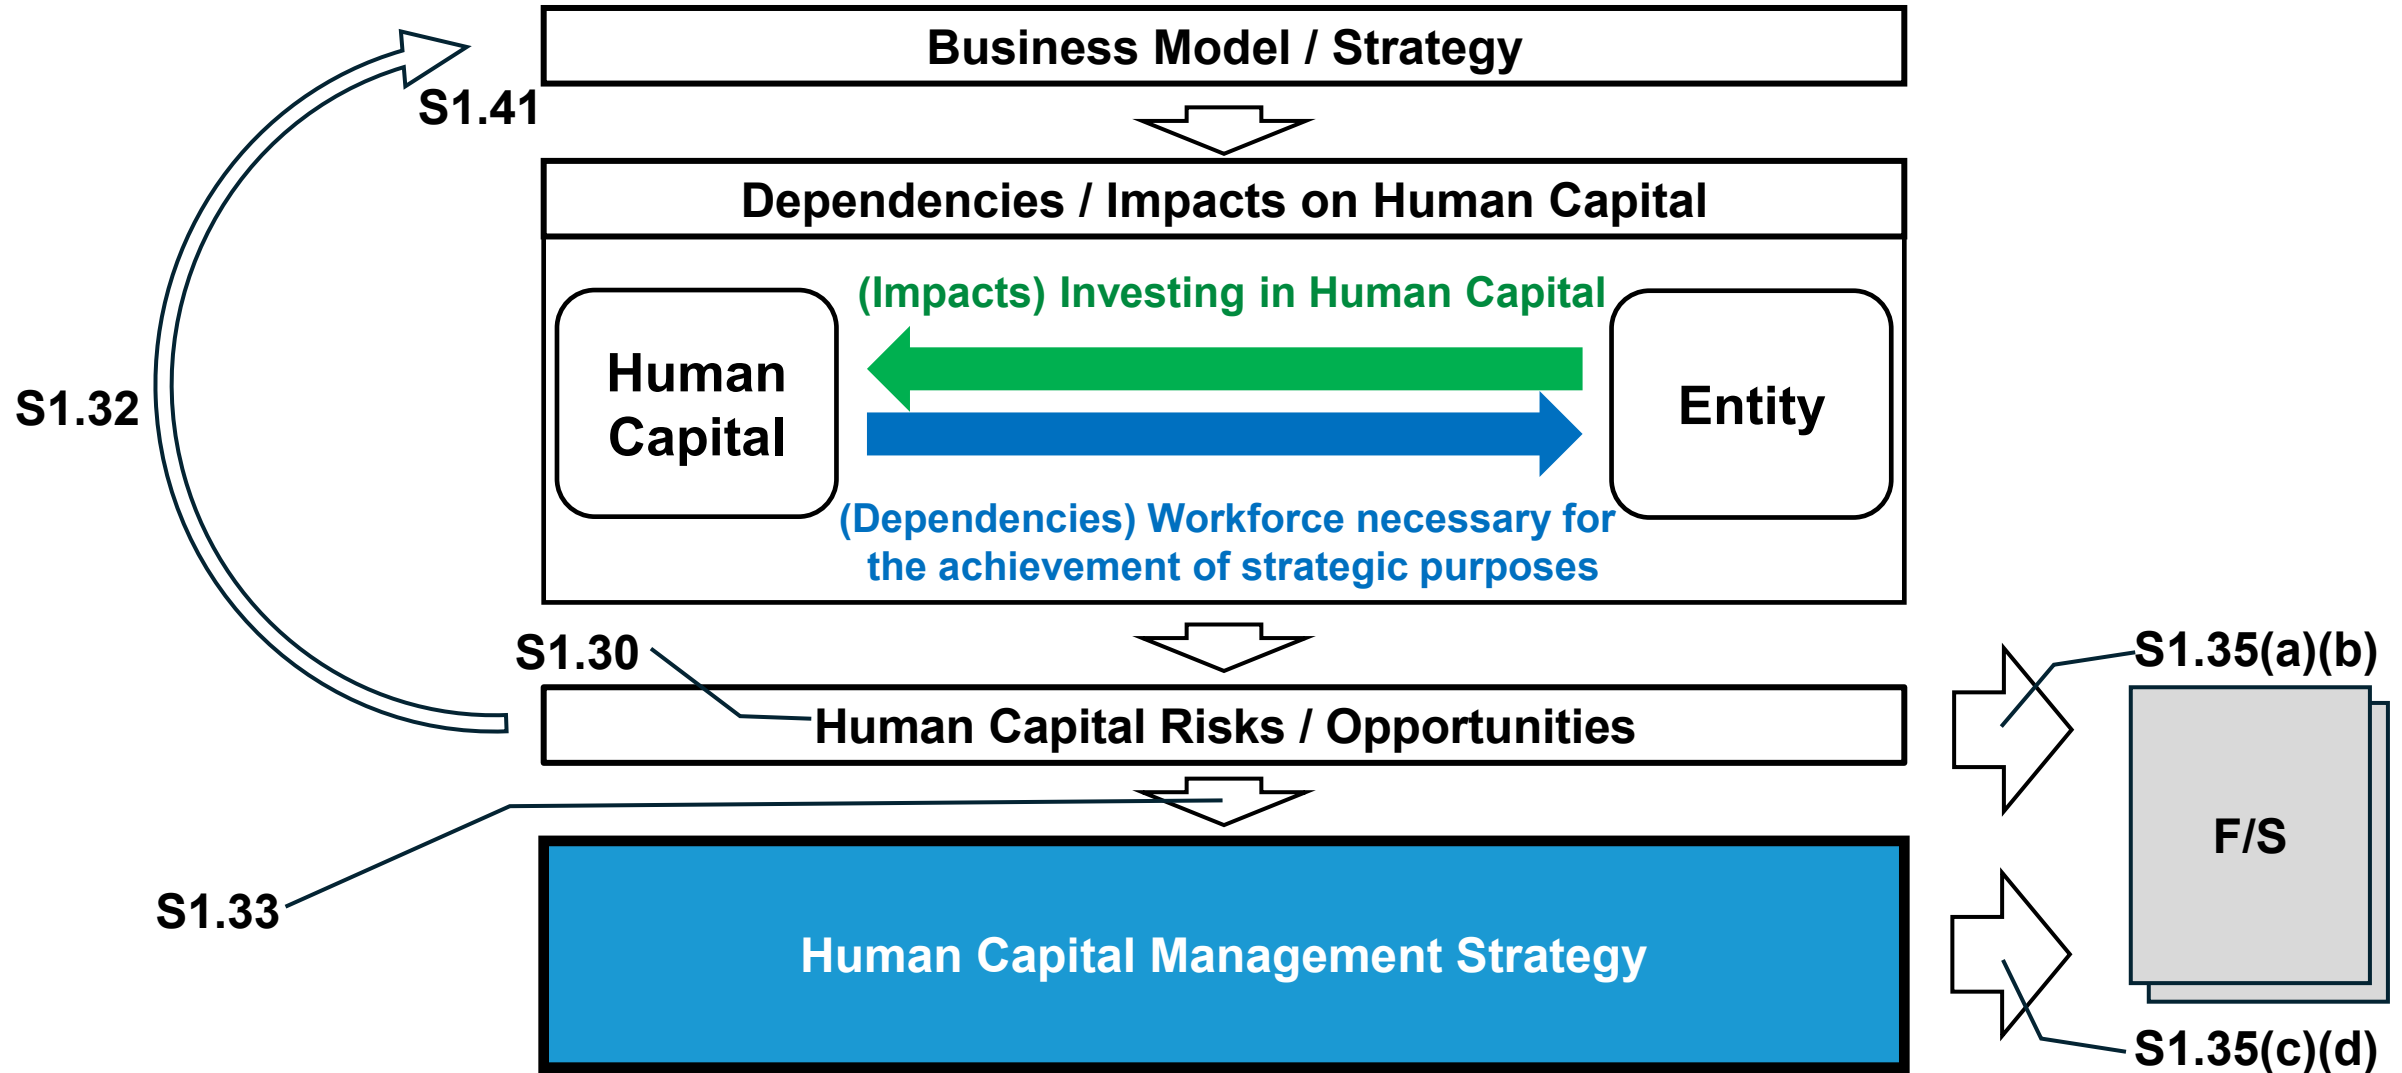 Business Model / Strategy
S1.41
Dependencies / Impacts on Human Capital
(Impacts) Investing in Human Capital
Human
Capital
Entity
S1.32
(Dependencies) Workforce necessary for
the achievement of strategic purposes
S1.30
S1.35(a)(b)
Human Capital Risks / Opportunities
F/S
S1.33
Human Capital Management Strategy
S1.35(c)(d)